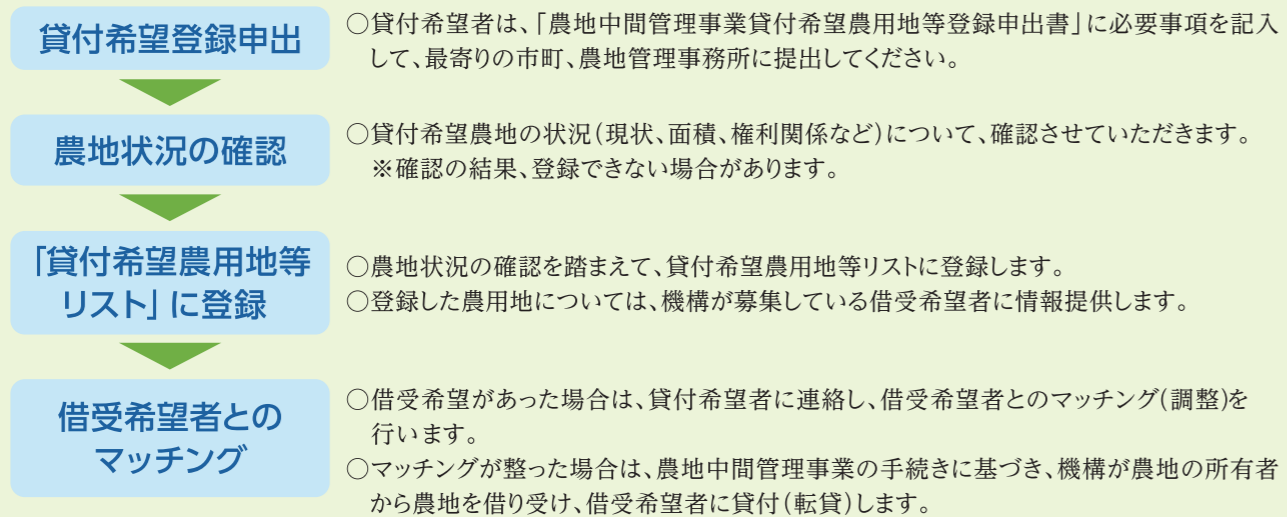 貸付希望登録申出
○貸付希望者は、「農地中間管理事業貸付希望農用地等登録申出書」に必要事項を記入
して、最寄りの市町、農地管理事務所に提出してください。
農地状況の確認
○貸付希望農地の状況(現状、面積、権利関係など)について、確認させていただきます。
※確認の結果、登録できない場合があります。
「貸付希望農用地等
リスト」に登録
○農地状況の確認を踏まえて、貸付希望農用地等リストに登録します。
○登録した農用地については、機構が募集している借受希望者に情報提供します。
借受希望者との
マッチング
○借受希望があった場合は、貸付希望者に連絡し、借受希望者とのマッチング(調整)を
行います。
○マッチングが整った場合は、農地中間管理事業の手続きに基づき、機構が農地の所有者
から農地を借り受け、借受希望者に貸付(転貸)します。